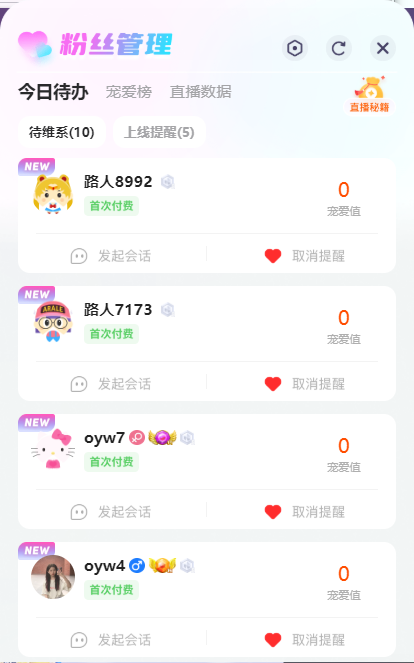 粉丝管理
今日待办 宠爱榜 直播数据 直播秘籍
待维系(10) 上线提醒(5)
NEW
路人8992 0
首次付费 宠爱值
发起会话 取消提醒
NEW
ARALE
路人7173 0
首次付费 宠爱值
发起会话 取消提醒
NEW
oyw7 0
首次付费 宠爱值
发起会话 取消提醒
NEW
oyw4 0
首次付费 宠爱值
发起会话 取消提醒